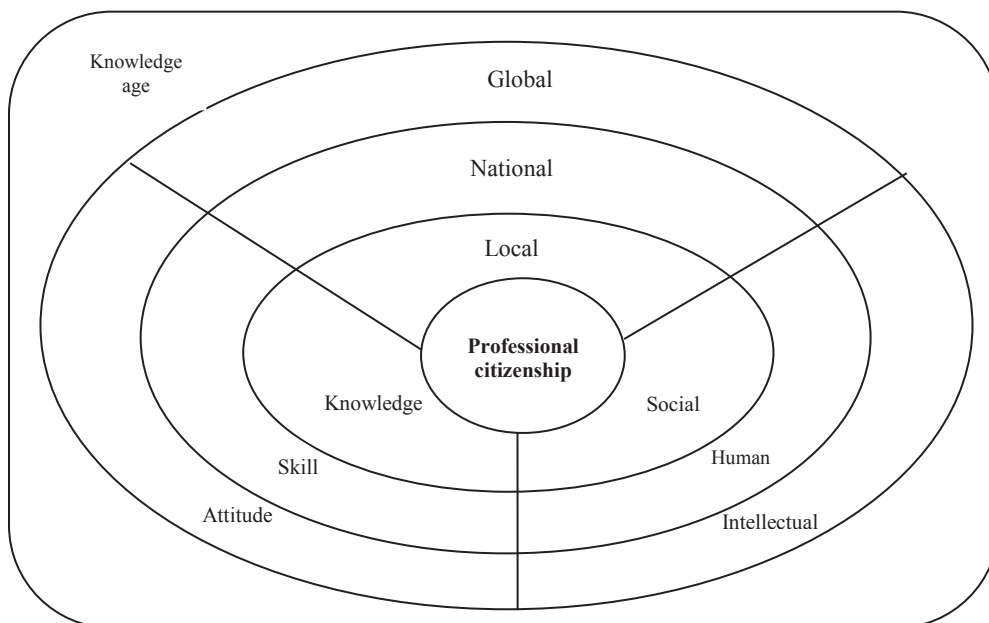 Knowledge
age
Global
National
Local
Professional
citizenship
Knowledge
Social
Skill
Human
Attitude
Intellectual